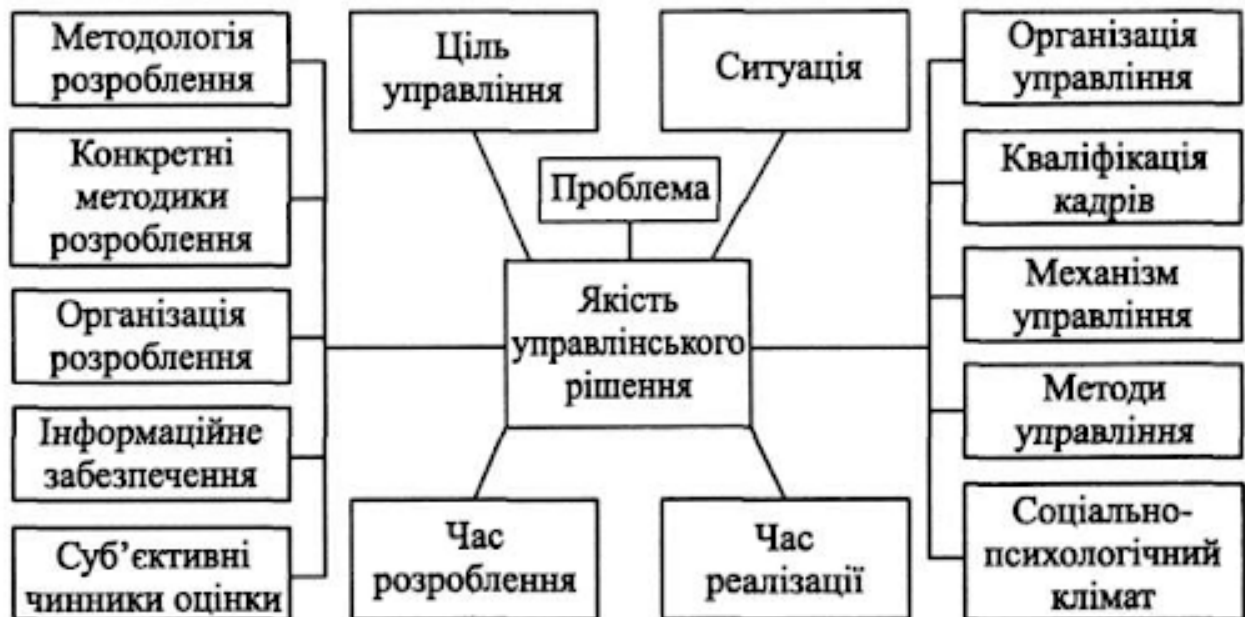 Методологія
розроблення
Конкретні
методики
розроблення
Організація
розроблення
Інформаційне
забезпечення
Суб’єктивні
чинники оцінки
Ціль
управління
Ситуація
Проблема
Якість
управлінського
рішення
Час
розроблення
Час
реалізації
Організація
управління
Кваліфікація
кадрів
Механізм
управління
Методи
управління
Соціально-
психологічний
клімат